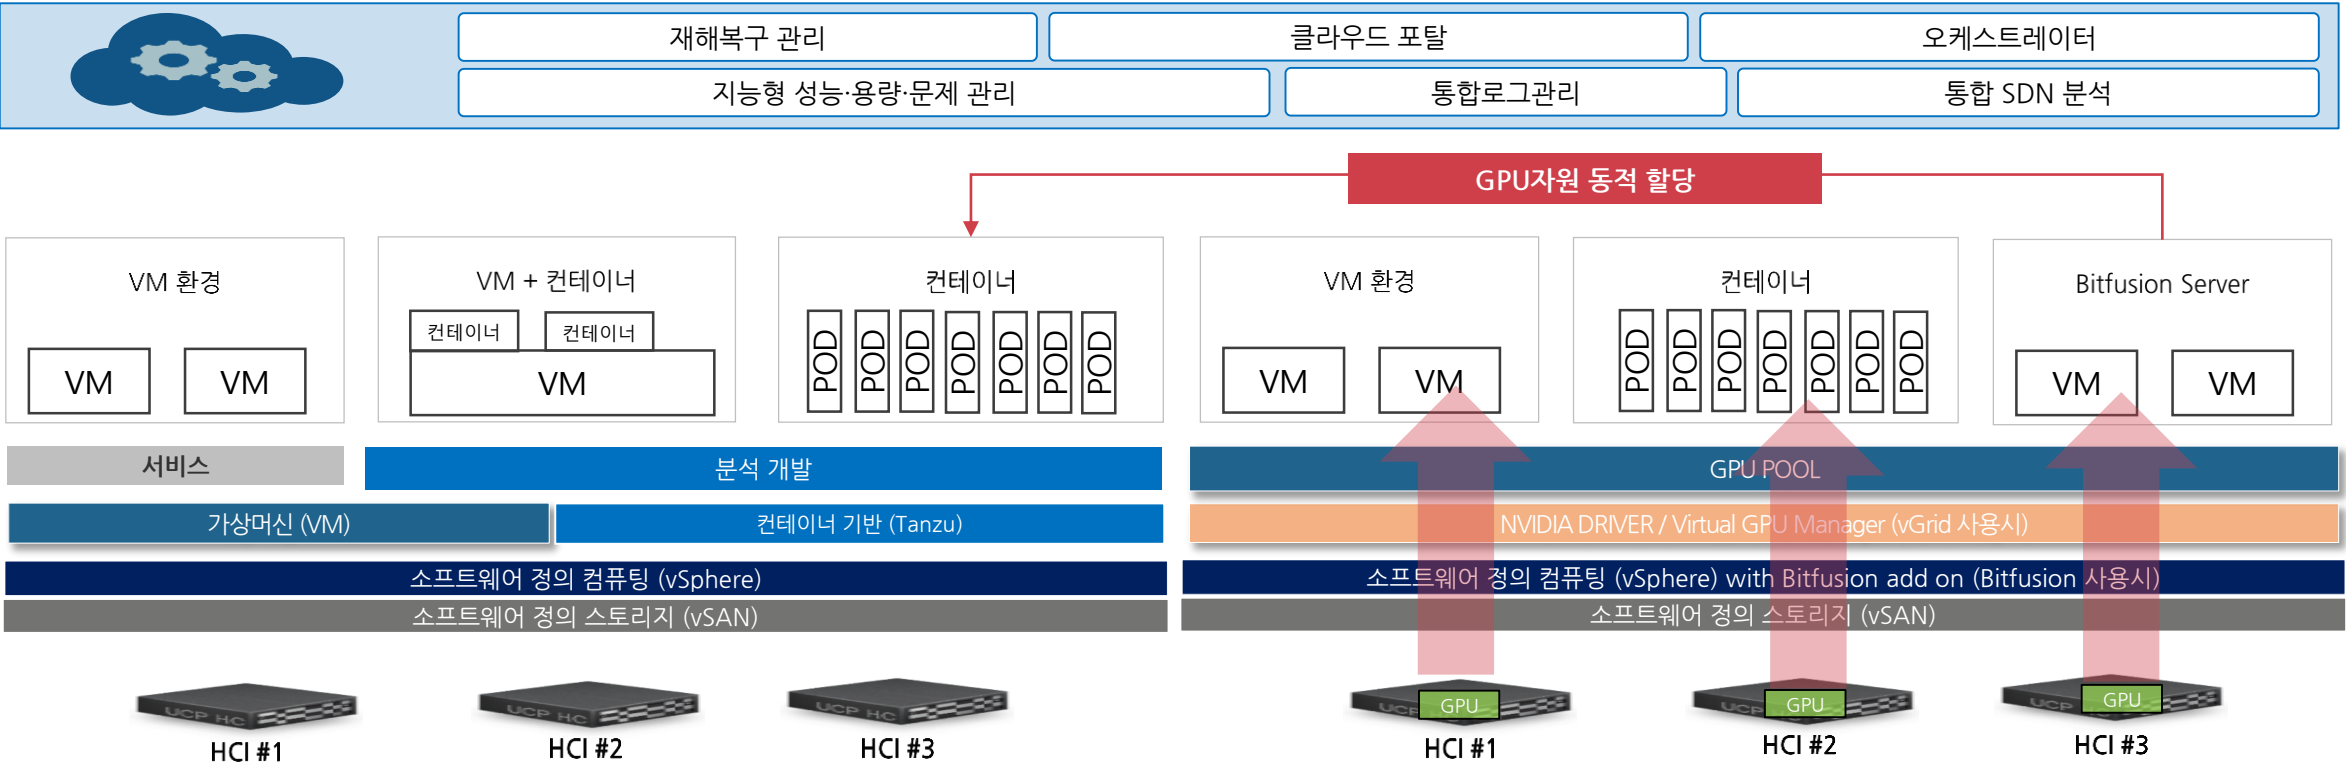 재해복구 관리
클라우드 포탈
오케스트레이터
지능형 성능·용량·문제 관리
통합로그관리
통합 SDN 분석
GPU자원 동적 할당
VM 환경
VM
VM
VM + 컨테이너
컨테이너
컨테이너
VM
컨테이너
POD
POD
POD
POD
POD
POD
POD
VM 환경
VM
VM
컨테이너
POD
POD
POD
POD
POD
POD
POD
Bitfusion Server
VM
VM
서비스
분석 개발
GPU POOL
가상머신 (VM)
컨테이너 기반 (Tanzu)
NVIDIA DRIVER / Virtual GPU Manager (vGrid 사용시)
소프트웨어 정의 컴퓨팅 (vSphere)
소프트웨어 정의 컴퓨팅 (vSphere) with Bitfusion add on (Bitfusion 사용시)
소프트웨어 정의 스토리지 (vSAN)
소프트웨어 정의 스토리지 (vSAN)
UCP HC
UCP HC
UCP HC
UCP
GPU
UCP
GPU
UCP
GPU
HCI #1
HCI #2
HCI #3
HCI #1
HCI #2
HCI #3